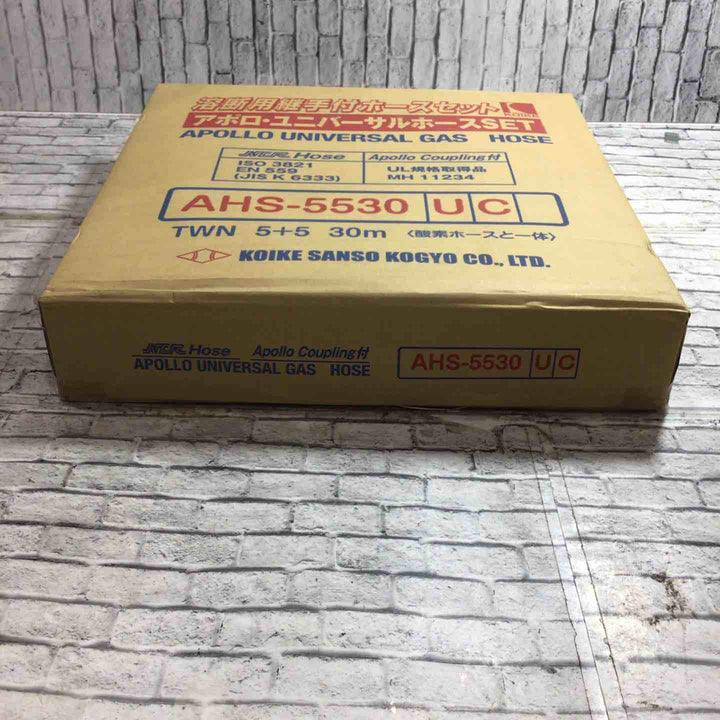 溶断用継手付ホースセット
KOIKE
アポロ・ユニバーサルホースSET
APOLLO UNIVERSAL GAS HOSE
Hose Apollo Coupling付
ISO 3821
EN 559
(JIS K 6333)
UL規格取得品
MH 11234
AHS-5530 U C
TWN 5+5 30m 〈酸素ホースと一体〉
KOIKE SANSO KOGYO CO., LTD.
Hose Apollo Coupling付
APOLLO UNIVERSAL GAS HOSE
AHS-5530 U C